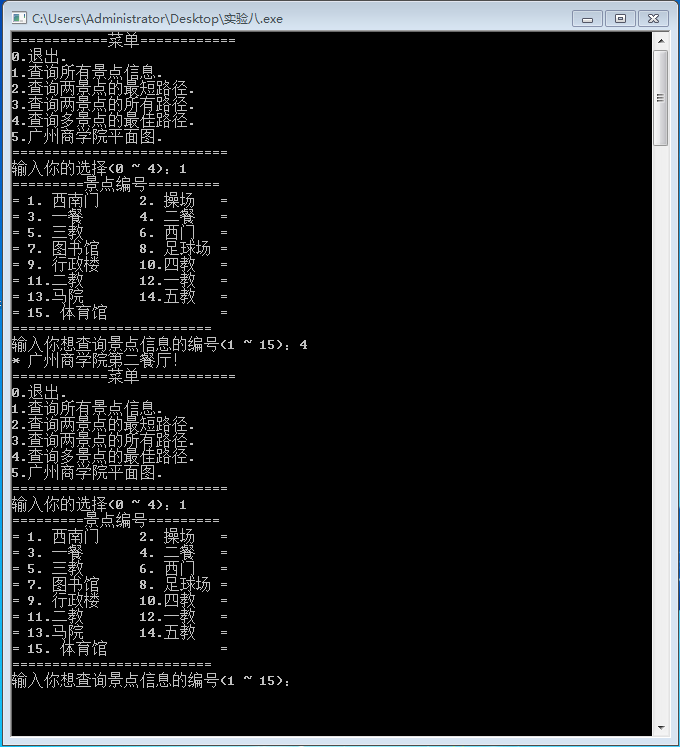 C:\Users\Administrator\Desktop\实验八.exe
============菜单============
0.退出.
1.查询所有景点信息.
2.查询两景点的最短路径.
3.查询两景点的所有路径.
4.查询多景点的最佳路径.
5.广州商学院平面图.
===========================
输入你的选择(0 ~ 4): 1
=========景点编号=========
= 1. 西南门 2. 操场 =
= 3. 一餐 4. 二餐 =
= 5. 三教 6. 西门 =
= 7. 图书馆 8. 足球场 =
= 9. 行政楼 10.四教 =
= 11.二教 12.一教 =
= 13.马院 14.五教 =
= 15. 体育馆 =
=========================
输入你想查询景点信息的编号(1 ~ 15): 4
* 广州商学院第二餐厅!
============菜单============
0.退出.
1.查询所有景点信息.
2.查询两景点的最短路径.
3.查询两景点的所有路径.
4.查询多景点的最佳路径.
5.广州商学院平面图.
===========================
输入你的选择(0 ~ 4): 1
=========景点编号=========
= 1. 西南门 2. 操场 =
= 3. 一餐 4. 二餐 =
= 5. 三教 6. 西门 =
= 7. 图书馆 8. 足球场 =
= 9. 行政楼 10.四教 =
= 11.二教 12.一教 =
= 13.马院 14.五教 =
= 15. 体育馆 =
=========================
输入你想查询景点信息的编号(1 ~ 15):